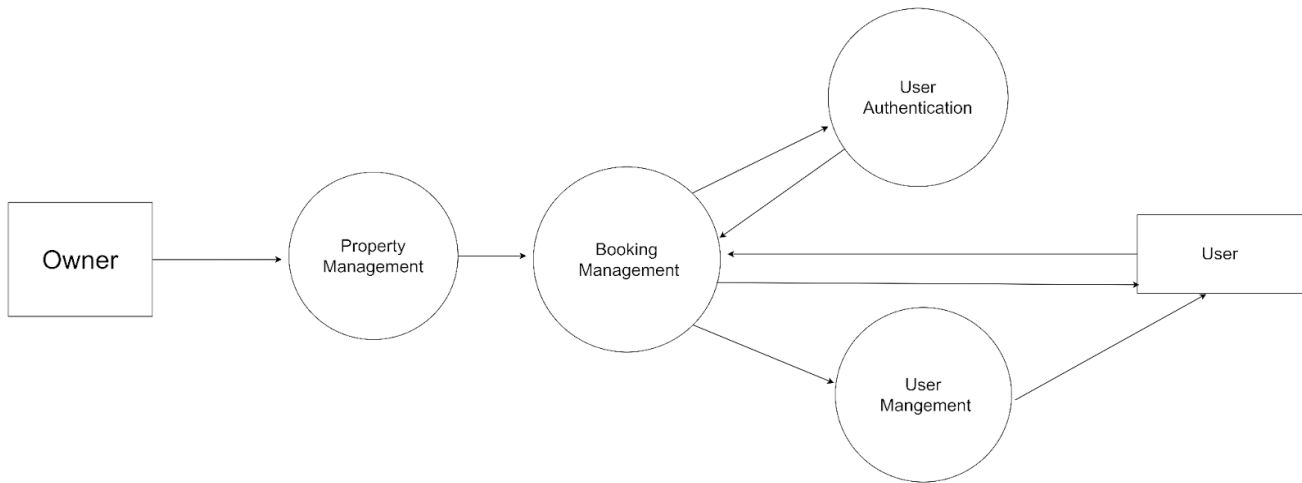 User
Authentication
Owner
Property
Management
Booking
Management
User
User
Mangement